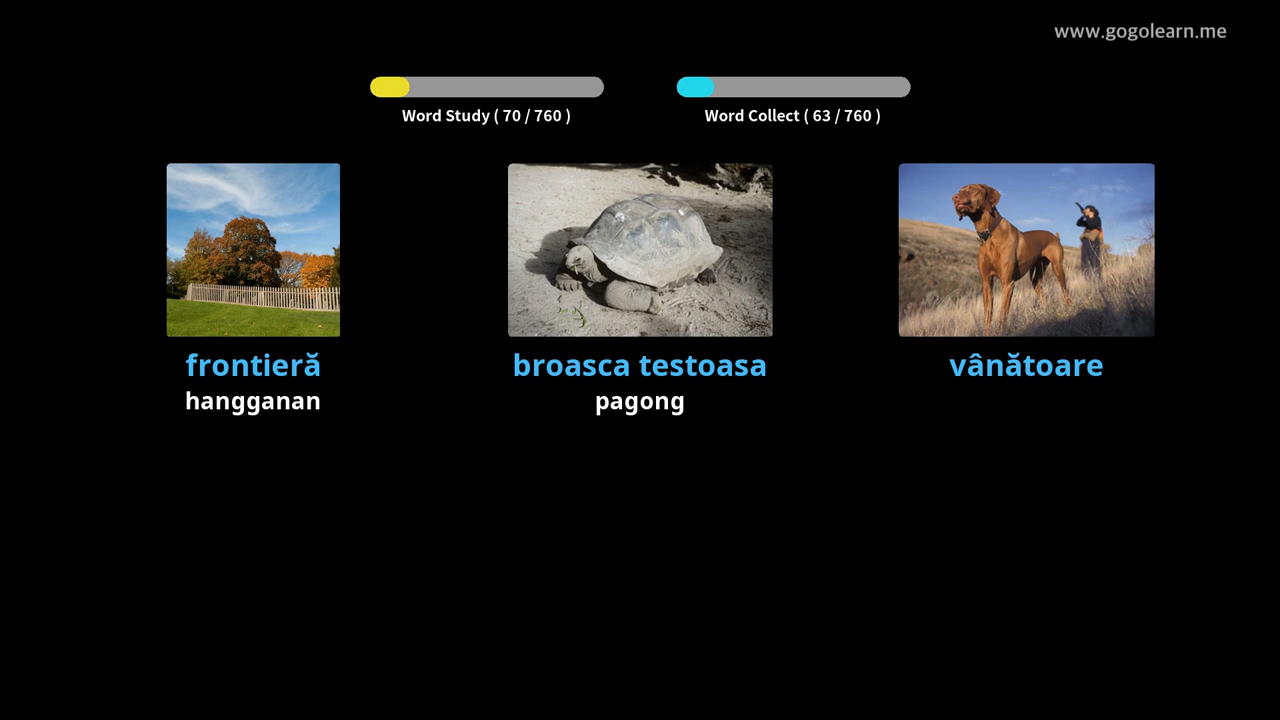 www.gogolearn.me
Word Study ( 70 / 760 )
Word Collect ( 63 / 760 )
frontieră
hangganan
broasca testoasa
pagong
vânătoare